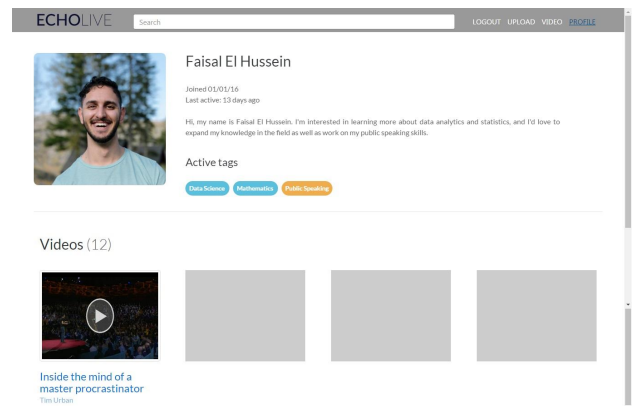 ECHOLIVE
Search
LOGOUT UPLOAD VIDEO PROFILE
Faisal El Hussein
Joined 01/01/16
Last active: 13 days ago
Hi, my name is Faisal El Hussein. I'm interested in learning more about data analytics and statistics, and I'd love to
expand my knowledge in the field as well as work on my public speaking skills.
Active tags
Data Science Mathematics Public Speaking
Videos (12)
Inside the mind of a
master procrastinator
Tim Urban